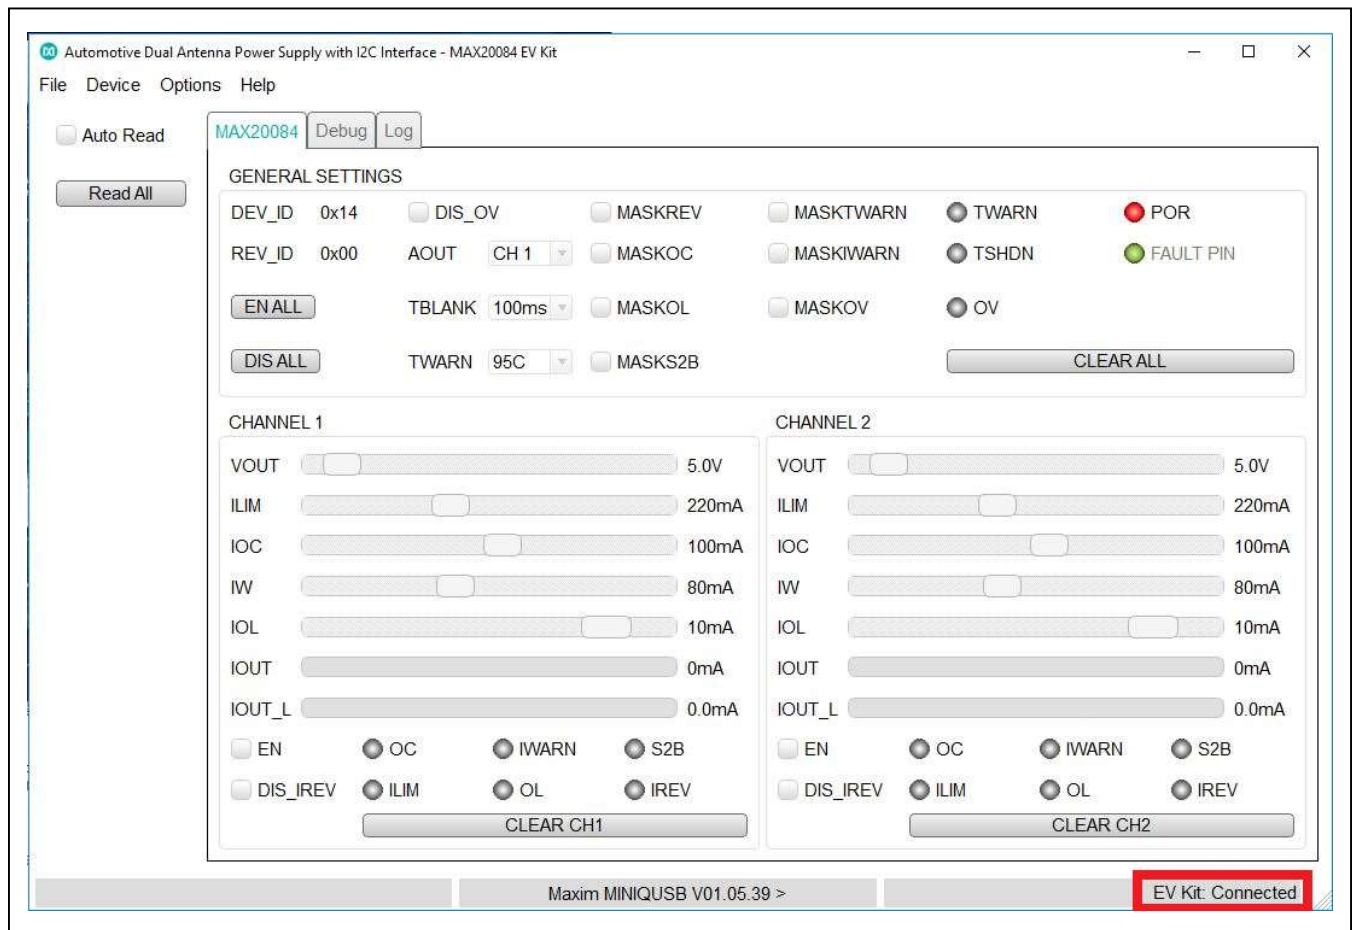 Automotive Dual Antenna Power Supply with I2C Interface - MAX20084 EV Kit
File Device Options Help
Auto Read
Read All
MAX20084 Debug Log
GENERAL SETTINGS
DEV_ID 0x14 DIS_OV MASKREV MASKTWARN TWARN POR
REV_ID 0x00 AOUT CH 1 MASKOC MASKIWARN TSHDN FAULT PIN
EN ALL TBLANK 100ms MASKOL MASKOV OV
DIS ALL TWARN 95C MASKS2B CLEAR ALL
CHANNEL 1
VOUT 5.0V
ILIM 220mA
IOC 100mA
IW 80mA
IOL 10mA
IOUT 0mA
IOUT_L 0.0mA
EN OC IWARN S2B
DIS_IREV ILIM OL IREV
CLEAR CH1
CHANNEL 2
VOUT 5.0V
ILIM 220mA
IOC 100mA
IW 80mA
IOL 10mA
IOUT 0mA
IOUT_L 0.0mA
EN OC IWARN S2B
DIS_IREV ILIM OL IREV
CLEAR CH2
Maxim MINIQUSB V01.05.39 >
EV Kit: Connected